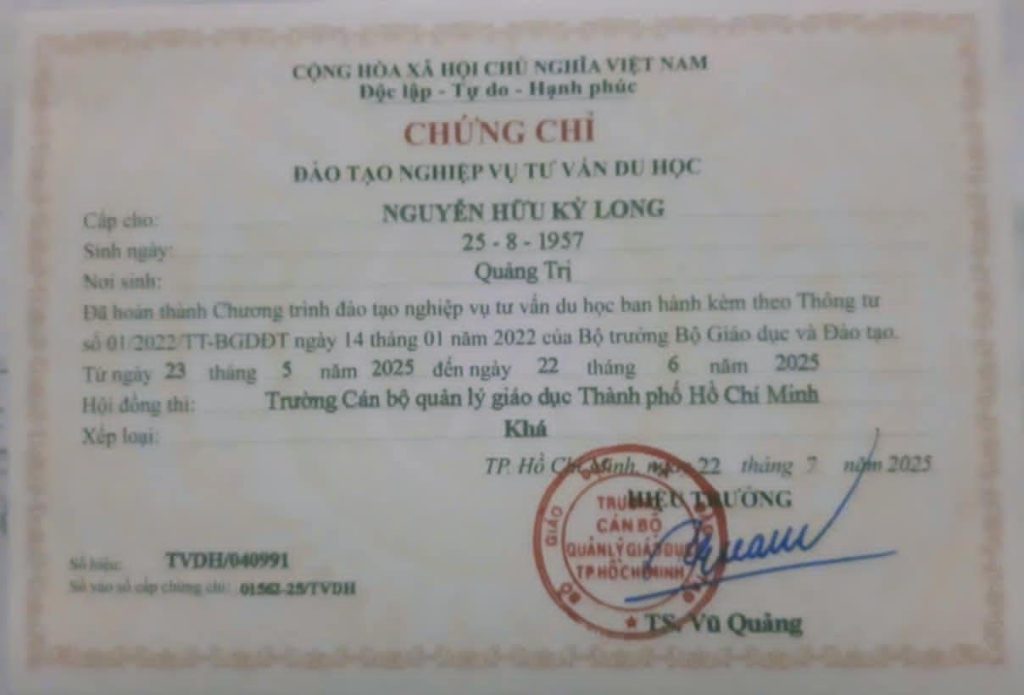 CỘNG HÒA XÃ HỘI CHỦ NGHĨA VIỆT NAM
Độc lập - Tự do - Hạnh phúc
CHỨNG CHỈ
ĐÀO TẠO NGHIỆP VỤ TƯ VẤN DU HỌC
Cấp cho: NGUYỄN HỮU KỲ LONG
Sinh ngày: 25 - 8 - 1957
Nơi sinh: Quảng Trị
Đã hoàn thành Chương trình đào tạo nghiệp vụ tư vấn du học ban hành kèm theo Thông tư
số 01/2022/TT-BGDĐT ngày 14 tháng 01 năm 2022 của Bộ trưởng Bộ Giáo dục và Đào tạo.
Từ ngày 23 tháng 5 năm 2025 đến ngày 22 tháng 6 năm 2025
Hội đồng thi: Trường Cán bộ quản lý giáo dục Thành phố Hồ Chí Minh
Xếp loại: Khá
TP. Hồ Chí Minh, ngày 22 tháng 7 năm 2025
HIỆU TRƯỞNG
TRƯỜNG
CÁN BỘ
QUẢN LÝ GIÁO DỤC
TP HỒ CHÍ MINH
BỘ GIÁO
Số hiệu: TVDH/040991
Số vào sổ cấp chứng chỉ: 01562-25/TVDH
TS. Vũ Quảng